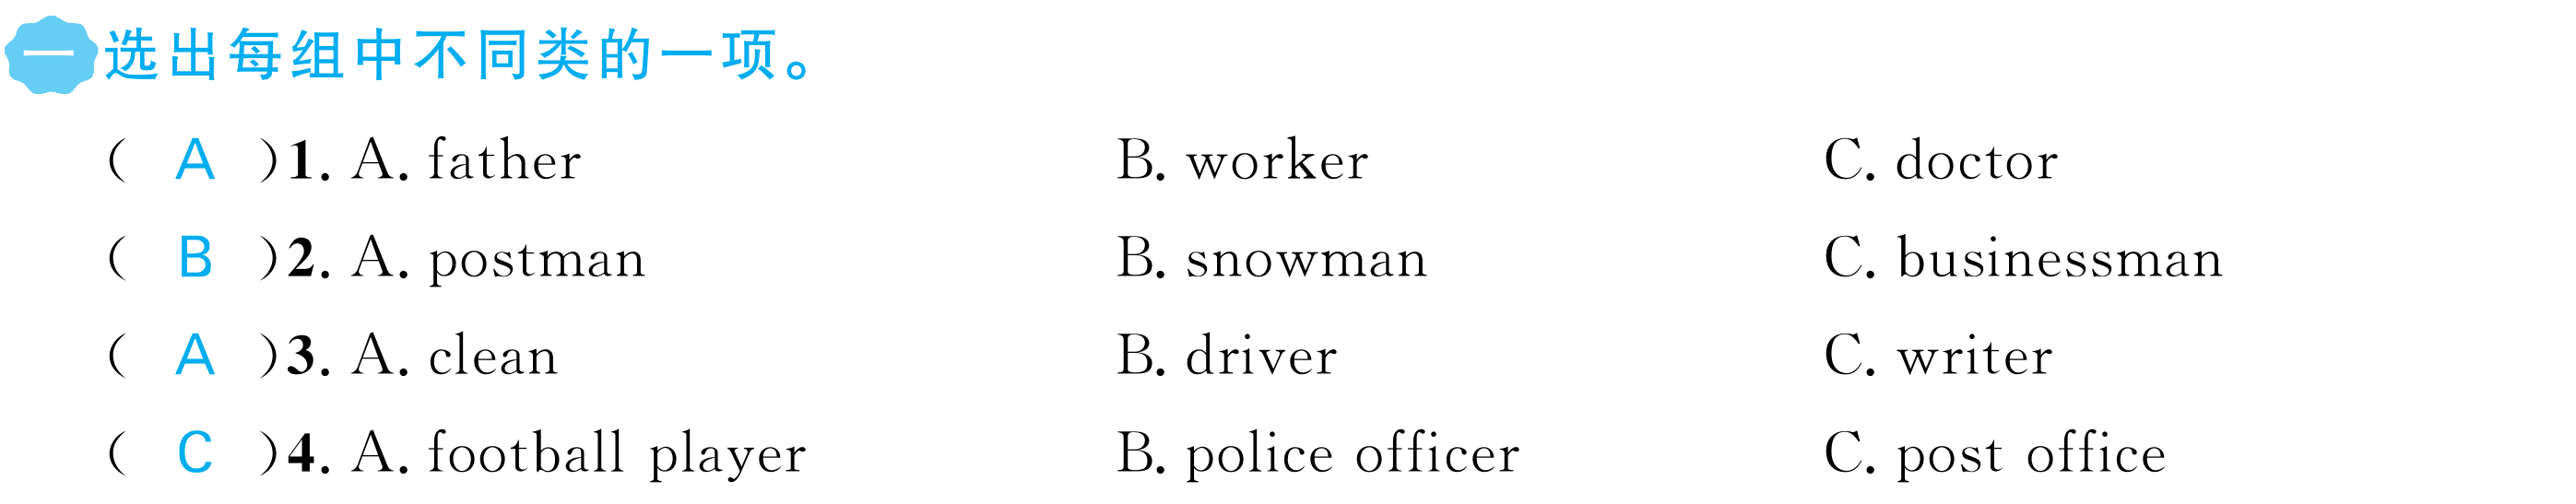 一 选出每组中不同类的一项。
( A )1. A. father B. worker C. doctor
( B )2. A. postman B. snowman C. businessman
( A )3. A. clean B. driver C. writer
( C )4. A. football player B. police officer C. post office